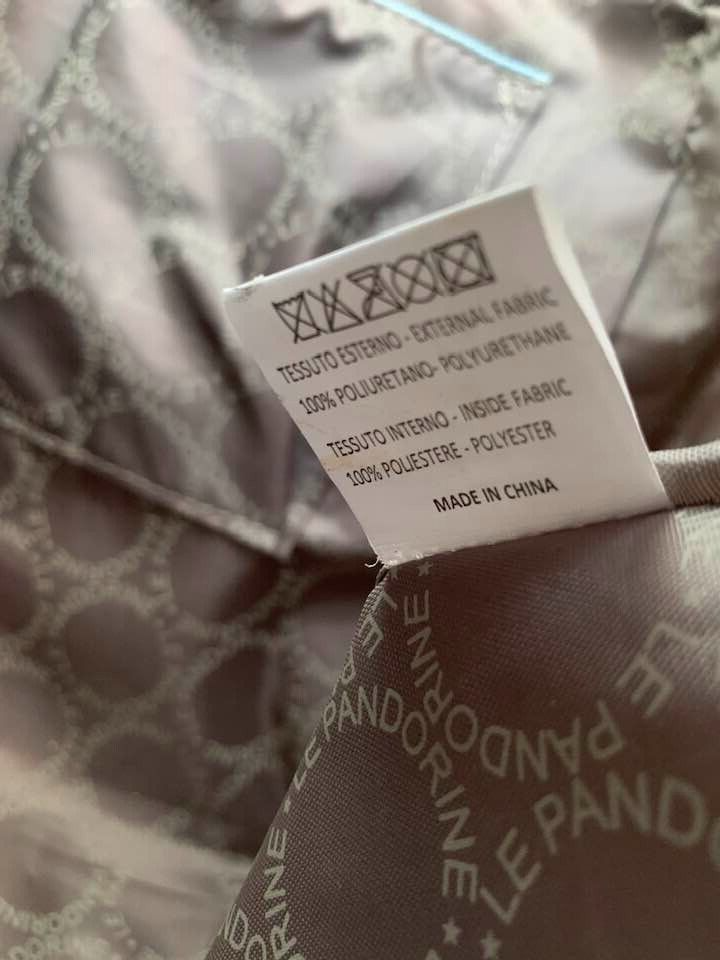 TESSUTO ESTERNO - EXTERNAL FABRIC
100% POLIURETANO- POLYURETHANE
TESSUTO INTERNO - INSIDE FABRIC
100% POLIESTERE - POLYESTER
MADE IN CHINA
LE PANDORINE
LE PANDORINE
LE PANDO